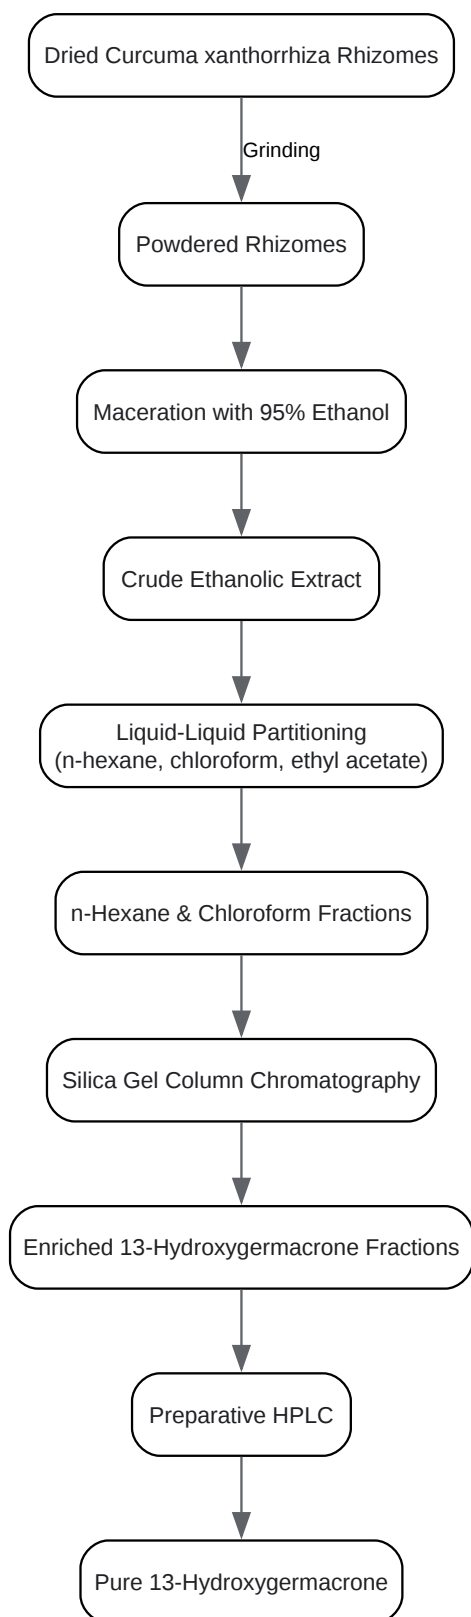 Dried Curcuma xanthorrhiza Rhizomes
Grinding
Powdered Rhizomes
Maceration with 95% Ethanol
Crude Ethanolic Extract
Liquid-Liquid Partitioning
(n-hexane, chloroform, ethyl acetate)
n-Hexane & Chloroform Fractions
Silica Gel Column Chromatography
Enriched 13-Hydroxygermacrone Fractions
Preparative HPLC
Pure 13-Hydroxygermacrone